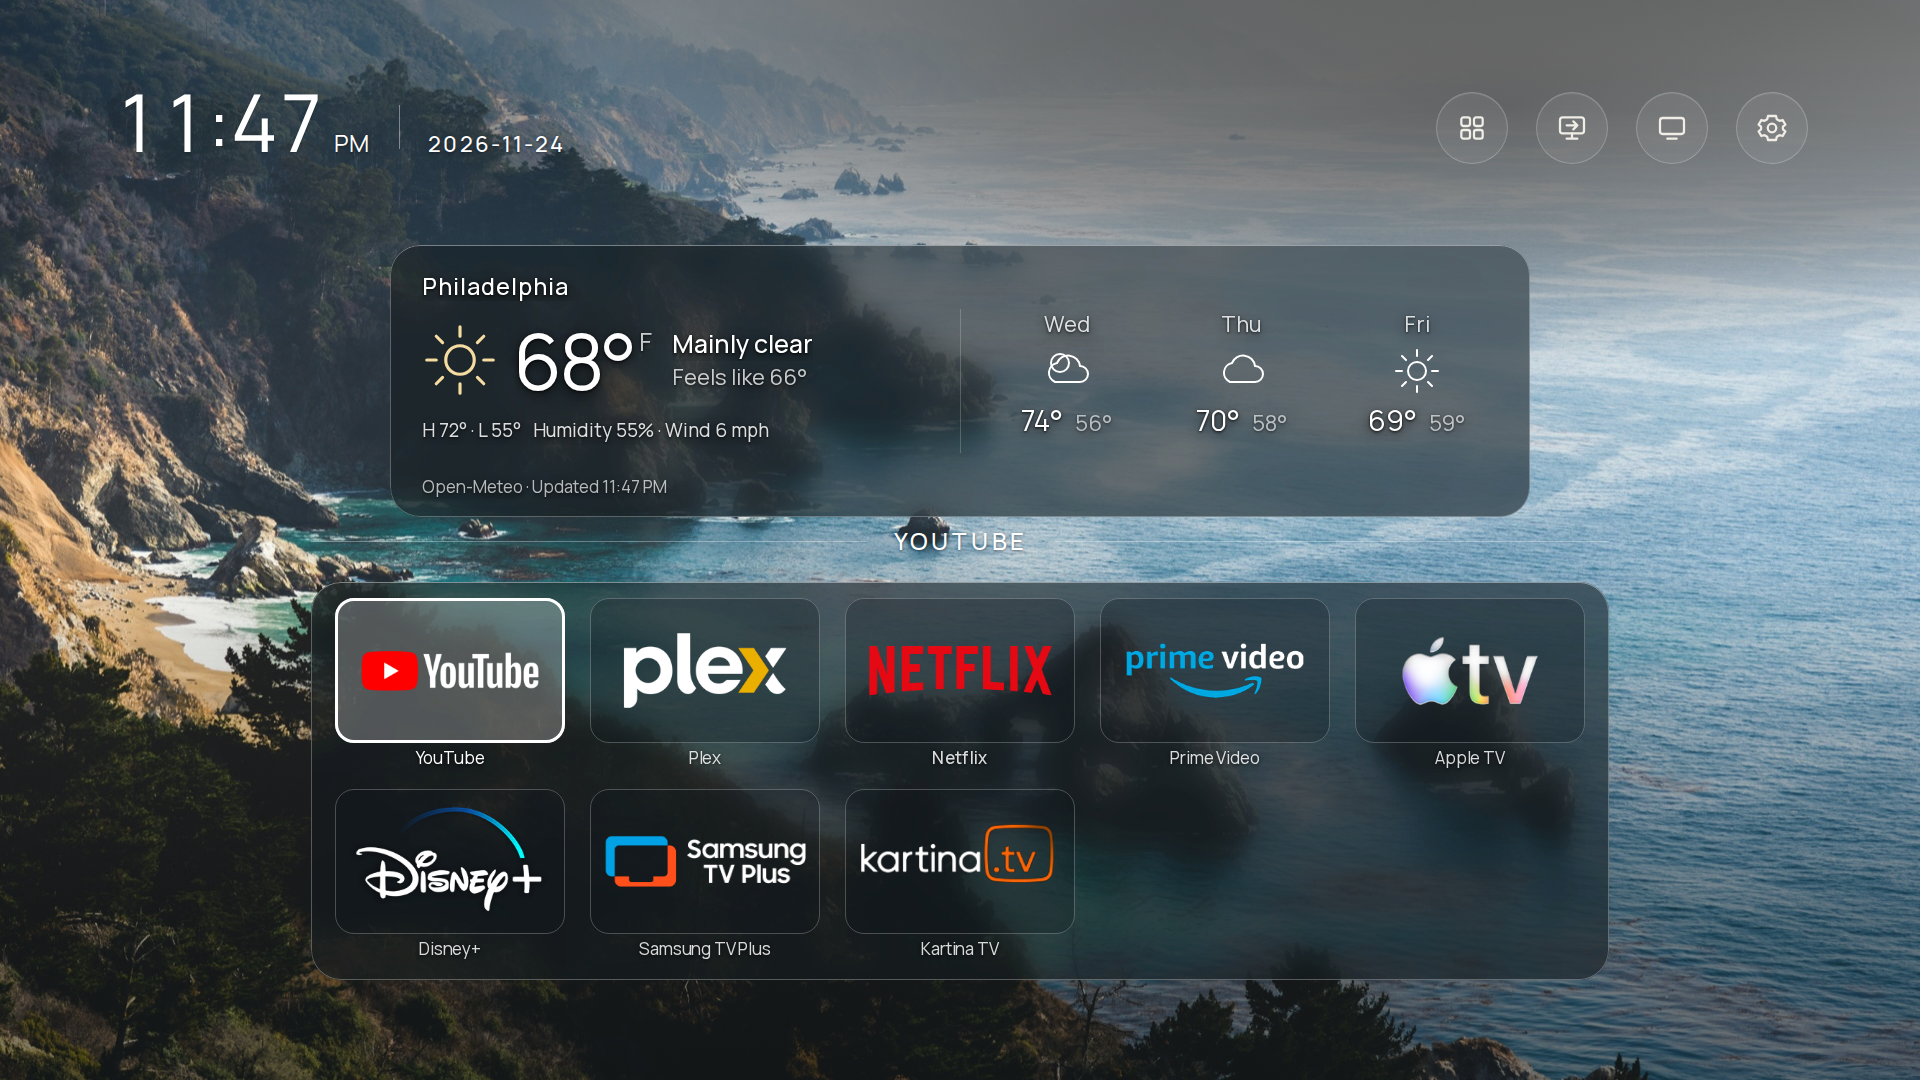 11:47 PM 2026-11-24
Philadelphia
68° F
Mainly clear
Feels like 66°
H 72° · L 55° Humidity 55% · Wind 6 mph
Open-Meteo · Updated 11:47 PM
Wed Thu Fri
74° 56° 70° 58° 69° 59°
YOUTUBE
YouTube plex NETFLIX prime video tv
YouTube Plex Netflix Prime Video Apple TV
Disney+ Samsung TV Plus kartina.tv
Disney+ Samsung TV Plus Kartina TV